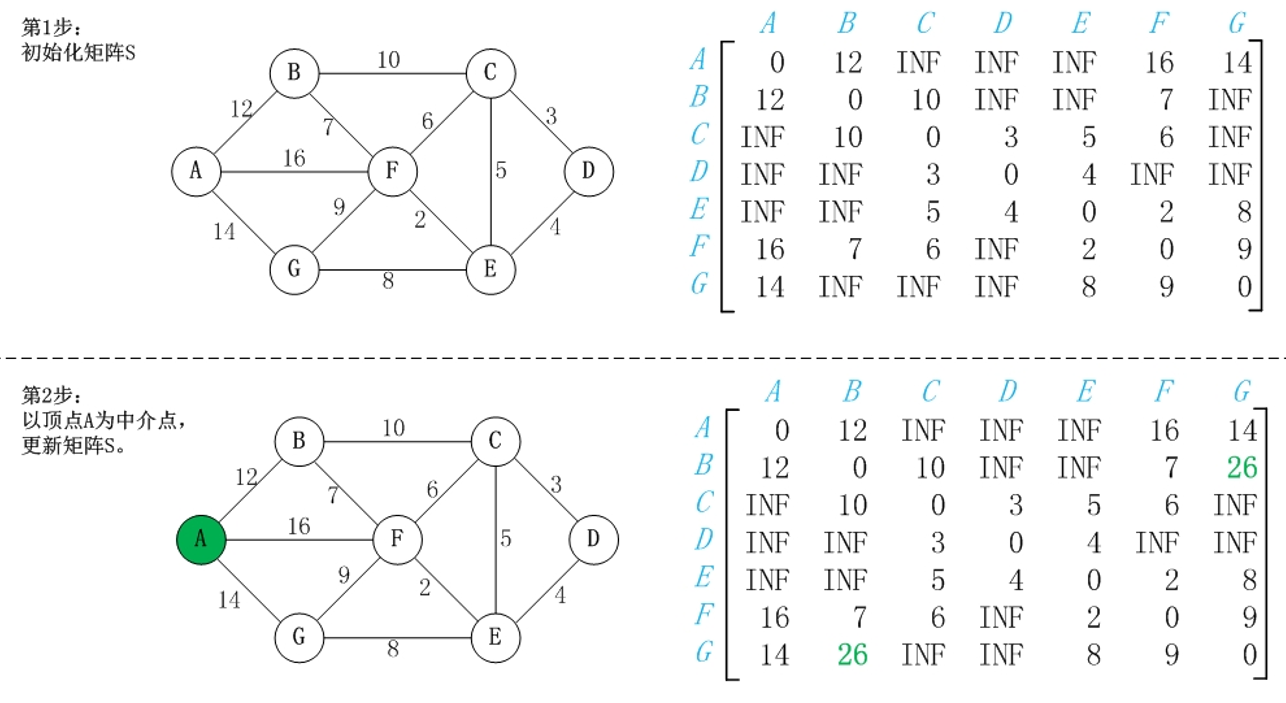 第1步:
初始化矩阵S
B 10 C
12 7 6 3
A 16 F 5 D
14 9 2 4
G 8 E
A B C D E F G
A 0 12 INF INF INF 16 14
B 12 0 10 INF INF 7 INF
C INF 10 0 3 5 6 INF
D INF INF 3 0 4 INF INF
E INF INF 5 4 0 2 8
F 16 7 6 INF 2 0 9
G 14 INF INF INF 8 9 0
第2步:
以顶点A为中介点,
更新矩阵S。
B 10 C
12 7 6 3
A 16 F 5 D
14 9 2 4
G 8 E
A B C D E F G
A 0 12 INF INF INF 16 14
B 12 0 10 INF INF 7 26
C INF 10 0 3 5 6 INF
D INF INF 3 0 4 INF INF
E INF INF 5 4 0 2 8
F 16 7 6 INF 2 0 9
G 14 26 INF INF 8 9 0